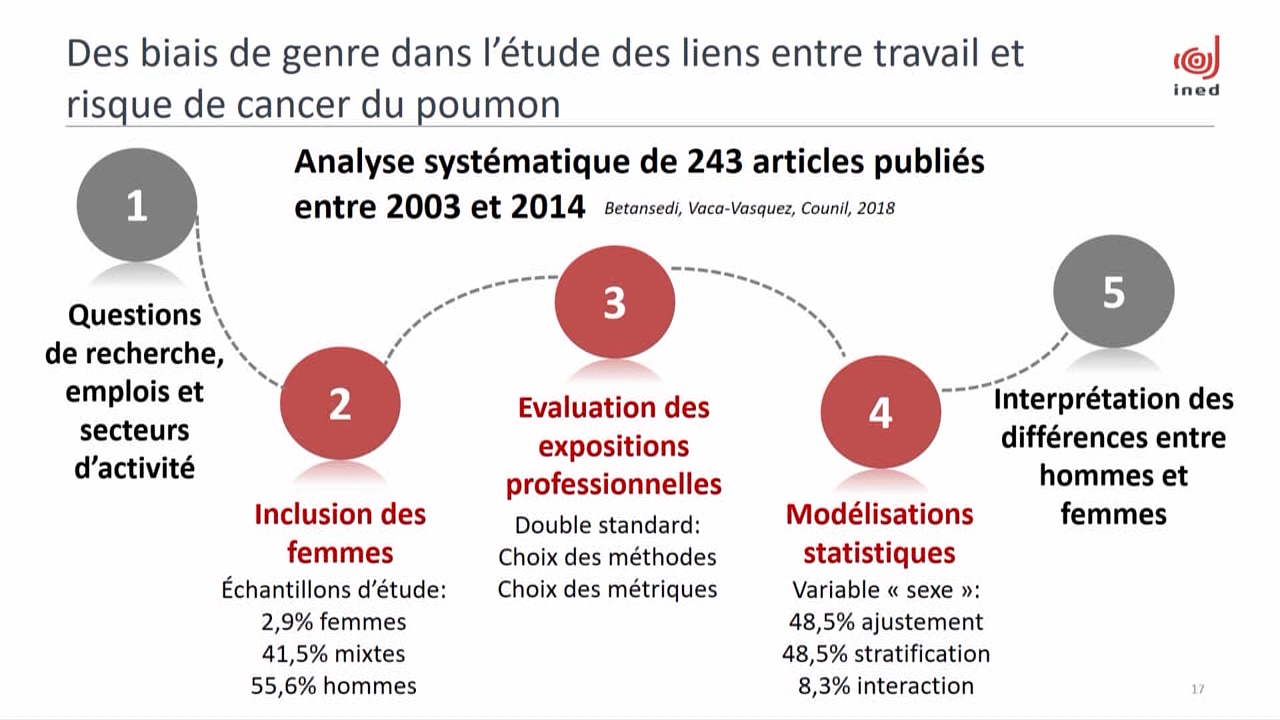 Des biais de genre dans l’étude des liens entre travail et
risque de cancer du poumon
ined
Analyse systématique de 243 articles publiés
entre 2003 et 2014 Betansedi, Vaca-Vasquez, Counil, 2018
1
Questions
de recherche,
emplois et
secteurs
d’activité
2
Inclusion des
femmes
Échantillons d’étude:
2,9% femmes
41,5% mixtes
55,6% hommes
3
Evaluation des
expositions
professionnelles
Double standard:
Choix des méthodes
Choix des métriques
4
Modélisations
statistiques
Variable « sexe »:
48,5% ajustement
48,5% stratification
8,3% interaction
5
Interprétation des
différences entre
hommes et
femmes
17